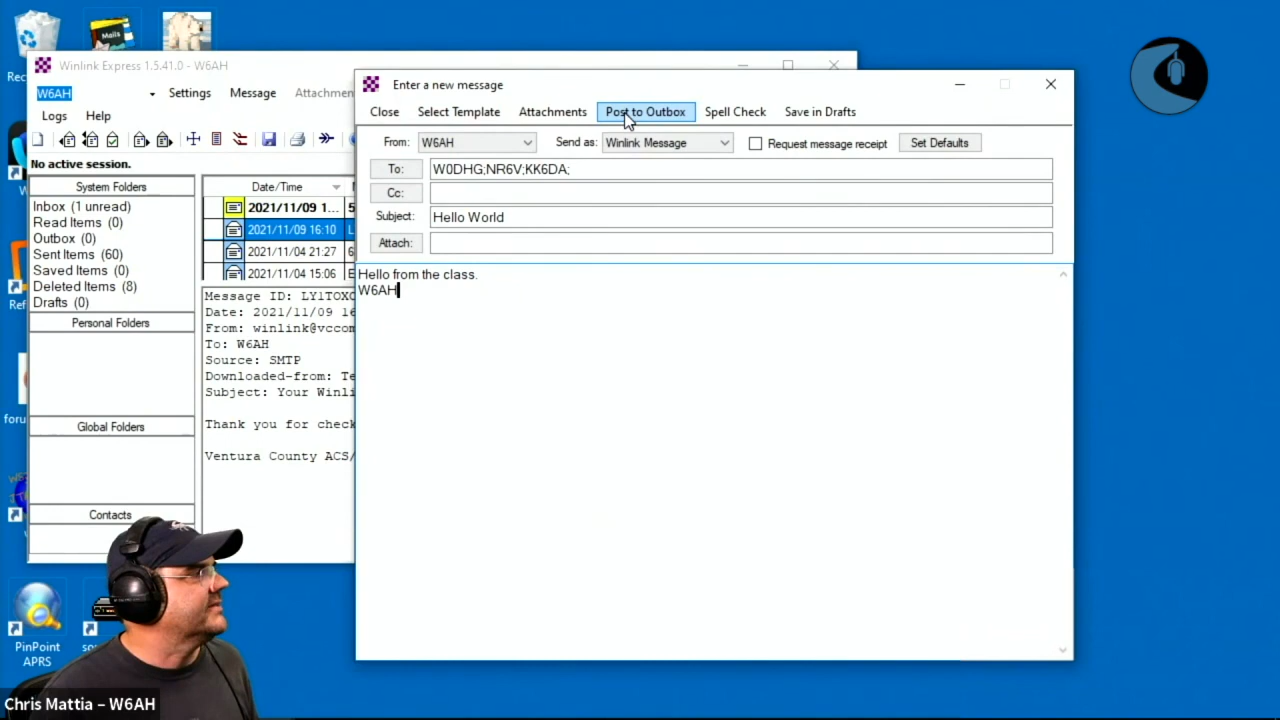 Mails
Winlink Express 1.5.41.0 - W6AH
Enter a new message
W6AH
Settings
Message
Close
Select Template
Attachments
Post to Outbox
Spell Check
Save in Drafts
Logs
Help
From:
W6AH
Send as:
Winlink Message
Request message receipt
Set Defaults
No active session.
To:
W0DHG;NR6V;KK6DA;
System Folders
Date/Time
Cc:
Inbox (1 unread)
2021/11/09 1...
Subject:
Hello World
Read Items (0)
2021/11/09 16:10
Outbox (0)
Attach:
Sent Items (60)
2021/11/04 21:27
Saved Items (0)
2021/11/04 15:06
Hello from the class.
W6AH
Deleted Items (8)
Drafts (0)
Personal Folders
Message ID:
Date: 2021/11/09
From:
To: W6AH
Source: SMTP
Downloaded-from:
Subject: Your
Thank you for
Ventura County ACS/
Global Folders
Contacts
PinPoint
APRS
Chris Mattia – W6AH